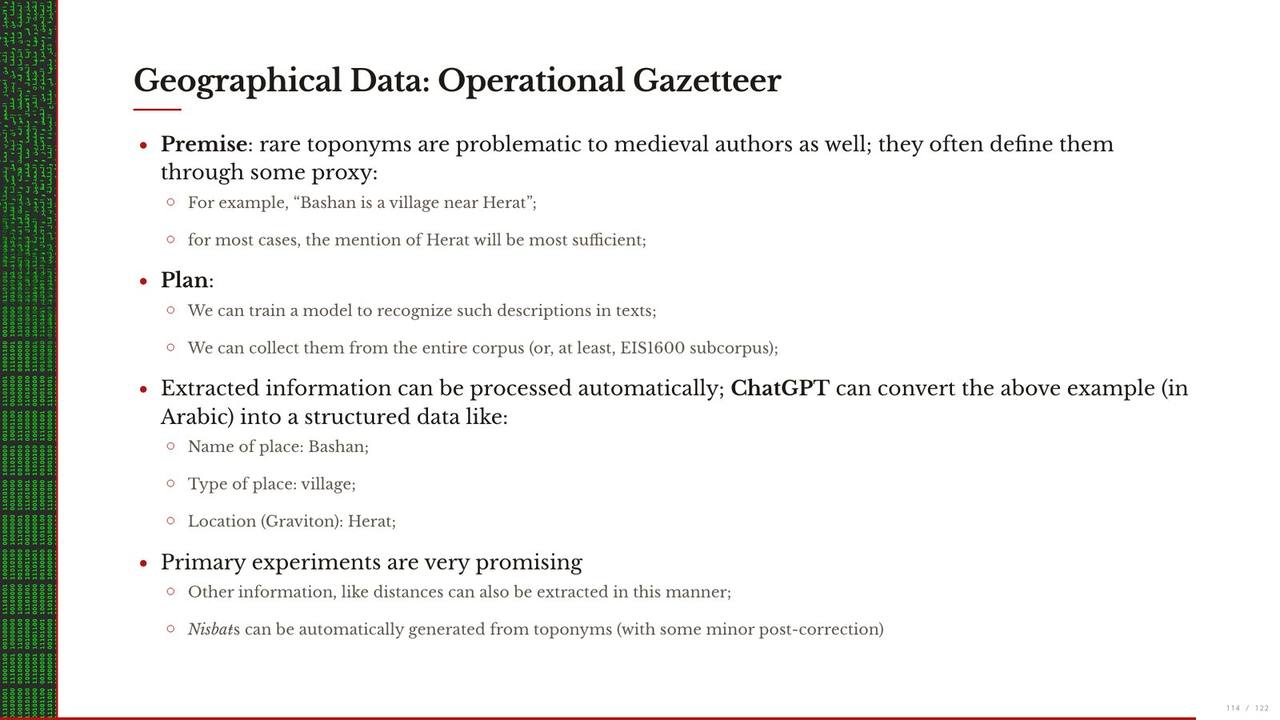 Geographical Data: Operational Gazetteer
• Premise: rare toponyms are problematic to medieval authors as well; they often define them
through some proxy:
○ For example, “Bashan is a village near Herat”;
○ for most cases, the mention of Herat will be most sufficient;
• Plan:
○ We can train a model to recognize such descriptions in texts;
○ We can collect them from the entire corpus (or, at least, EIS1600 subcorpus);
• Extracted information can be processed automatically; ChatGPT can convert the above example (in
Arabic) into a structured data like:
○ Name of place: Bashan;
○ Type of place: village;
○ Location (Graviton): Herat;
• Primary experiments are very promising
○ Other information, like distances can also be extracted in this manner;
○ Nisbats can be automatically generated from toponyms (with some minor post-correction)
114 / 122